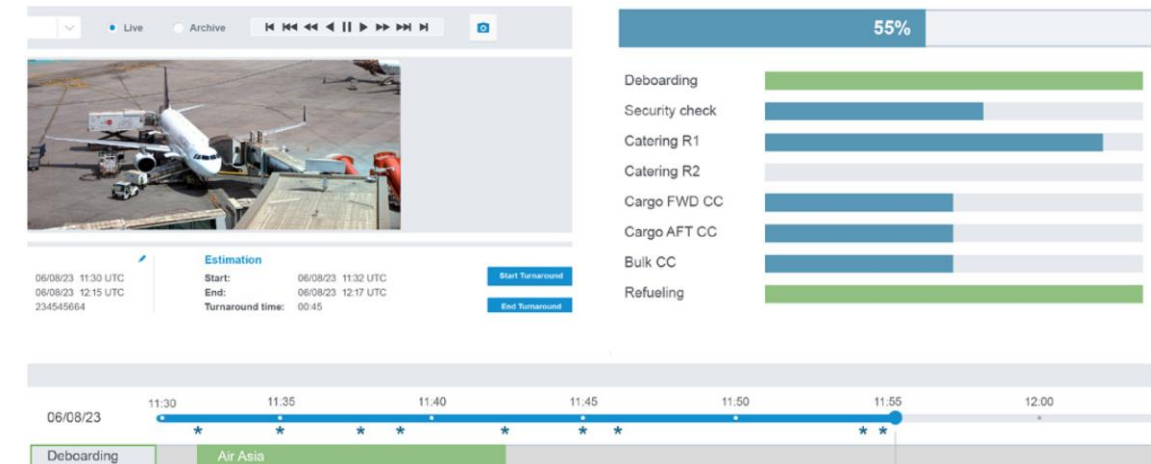 Live Archive
55%
Deboarding
Security check
Catering R1
Catering R2
Cargo FWD CC
Cargo AFT CC
Bulk CC
Refueling
06/08/23 11:30 UTC
06/08/23 12:15 UTC
234545664
Estimation
Start: 06/08/23 11:32 UTC
End: 06/08/23 12:17 UTC
Turnaround time: 00:45
Start Turnaround
End Turnaround
11:30 11:35 11:40 11:45 11:50 11:55 12:00
06/08/23
* * * * * * * * *
Deboarding Air Asia